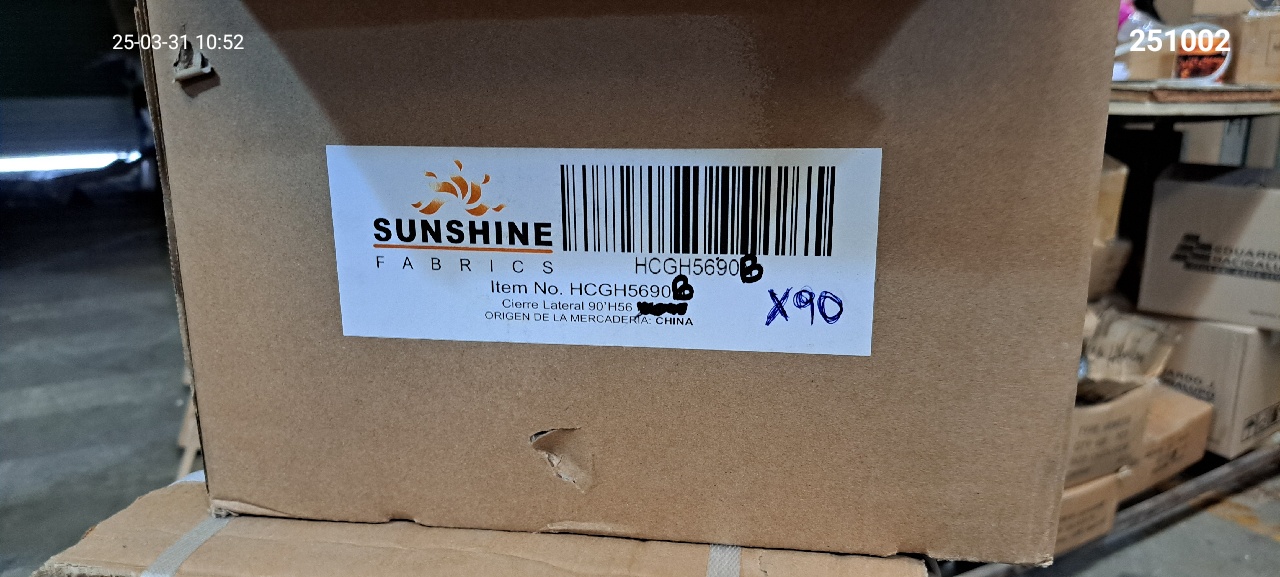 25-03-31 10:52
251002
SUNSHINE
FABRICS
HCGH5690B
Item No. HCGH5690B
Cierre Lateral 90'H56
ORIGEN DE LA MERCADERIA: CHINA
X90
EDUARDO